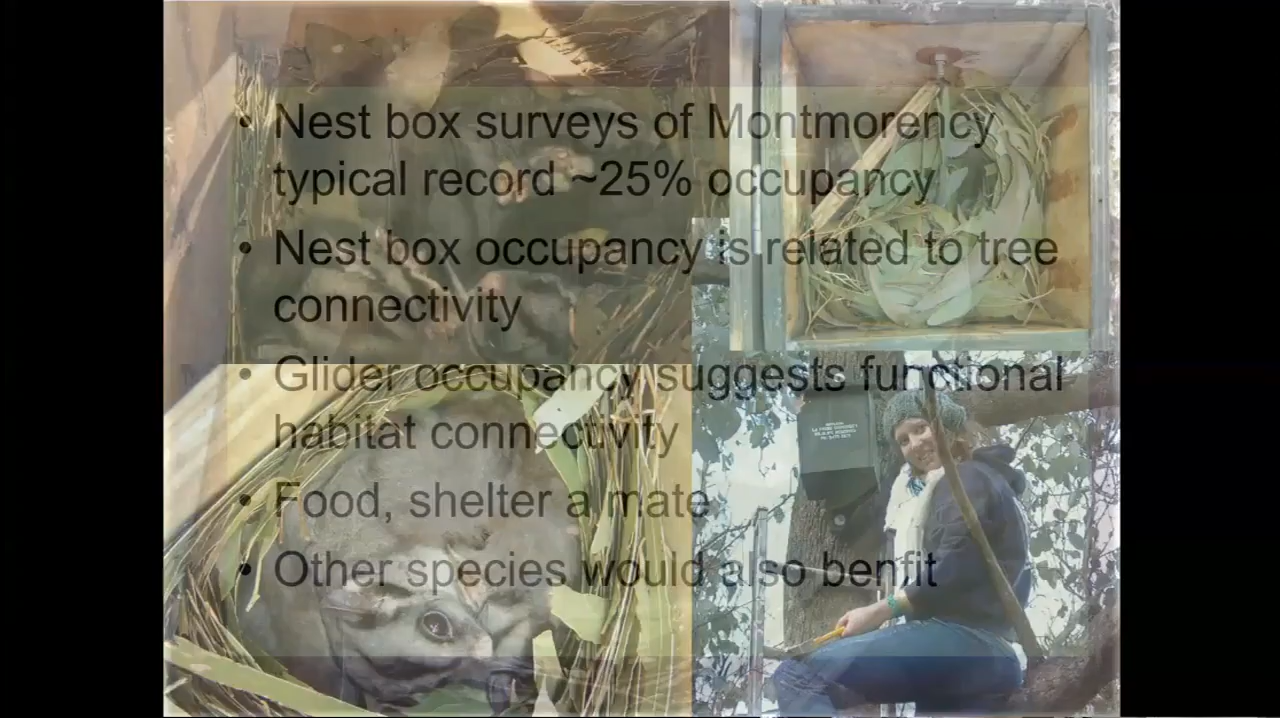 • Nest box surveys of Montmorency
typical record ~25% occupancy
• Nest box occupancy is related to tree
connectivity
• Glider occupancy suggests functional
habitat connectivity
• Food, shelter a mate
• Other species would also benfit